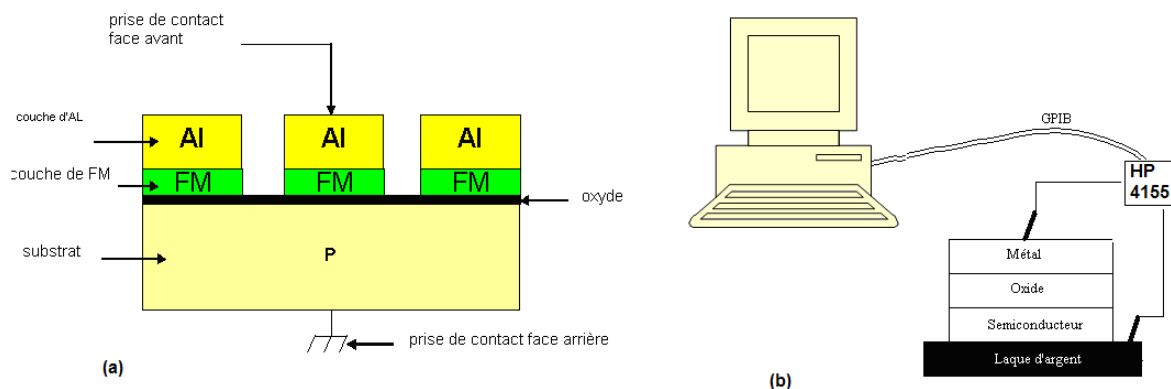 prise de contact
face avant
couche d'AL
Al Al Al
couche de FM
FM FM FM
oxyde
substrat
P
prise de contact face arrière
(a)
GPIB
HP
4155
Métal
Oxide
Semiconducteur
Laque d'argent
(b)